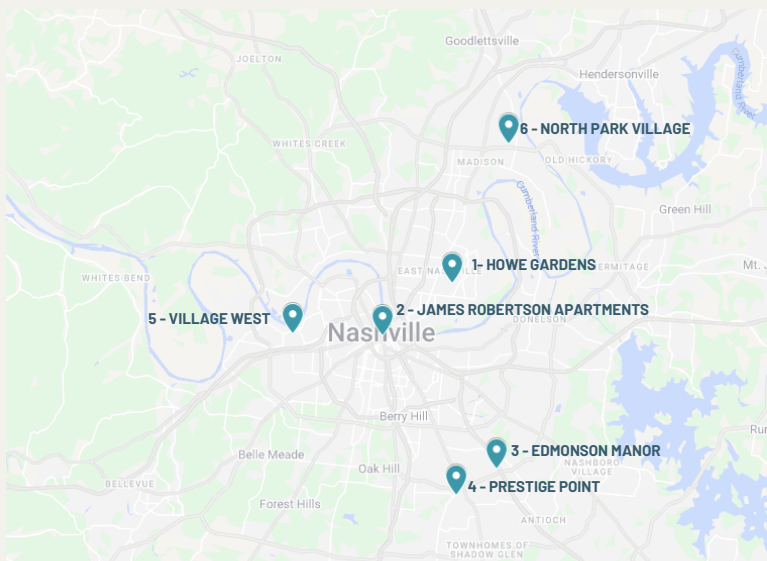 Goodlettsville
JOELTON
Hendersonville
Cumberland River
6 - NORTH PARK VILLAGE
WHITES CREEK
MADISON
OLD HICKORY
Cumberland River
Green Hill
1- HOWE GARDENS
EAST NASHVILLE
ERMITAGE
Mt. J
WHITES BEND
2 - JAMES ROBERTSON APARTMENTS
5 - VILLAGE WEST
DONELSON
Nashville
Berry Hill
Rur
3 - EDMONSON MANOR
Belle Meade
Oak Hill
NASHBORO
VILLAGE
BELLEVUE
4 - PRESTIGE POINT
Forest Hills
ANTIOCH
TOWNHOMES OF
SHADOW GLEN